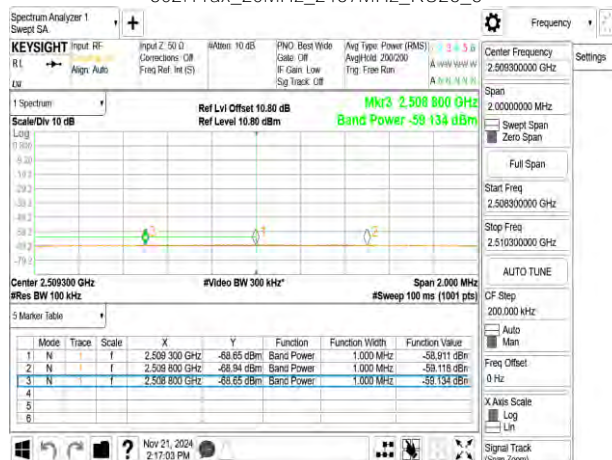 Spectrum Analyzer 1
Swept SA
+
Frequency
Settings
KEYSIGHT
Input: RF
Align: Auto
Input Z: 50 Ω
Corrections: Off
Freq Ref: Int (S)
#Atten: 10 dB
PNO: Best Wide
Gate: Off
IF Gain: Low
Sig Track: Off
Avg Type: Power (RMS)
Avg|Hold: 200/200
Trig: Free Run
1 Spectrum
Scale/Div 10 dB
Ref Lvl Offset 10.80 dB
Ref Level 10.80 dBm
Mkr3 2.508 800 GHz
Band Power -59.134 dBm
Log
3
1
2
Center 2.509300 GHz
#Video BW 300 kHz*
Span 2.000 MHz
#Res BW 100 kHz
#Sweep 100 ms (1001 pts)
5 Marker Table
Mode Trace Scale X Y Function Function Width Function Value
1 N 1 f 2.509 300 GHz -68.65 dBm Band Power 1.000 MHz -58.911 dBm
2 N 1 f 2.509 800 GHz -68.94 dBm Band Power 1.000 MHz -59.118 dBm
3 N 1 f 2.508 800 GHz -68.65 dBm Band Power 1.000 MHz -59.134 dBm
4
5
6
Nov 21, 2024
2:17:03 PM
Center Frequency
2.509300000 GHz
Span
2.00000000 MHz
Swept Span
Zero Span
Full Span
Start Freq
2.508300000 GHz
Stop Freq
2.510300000 GHz
AUTO TUNE
CF Step
200.000 kHz
Auto
Man
Freq Offset
0 Hz
X Axis Scale
Log
Lin
Signal Track
(Span Zoom)